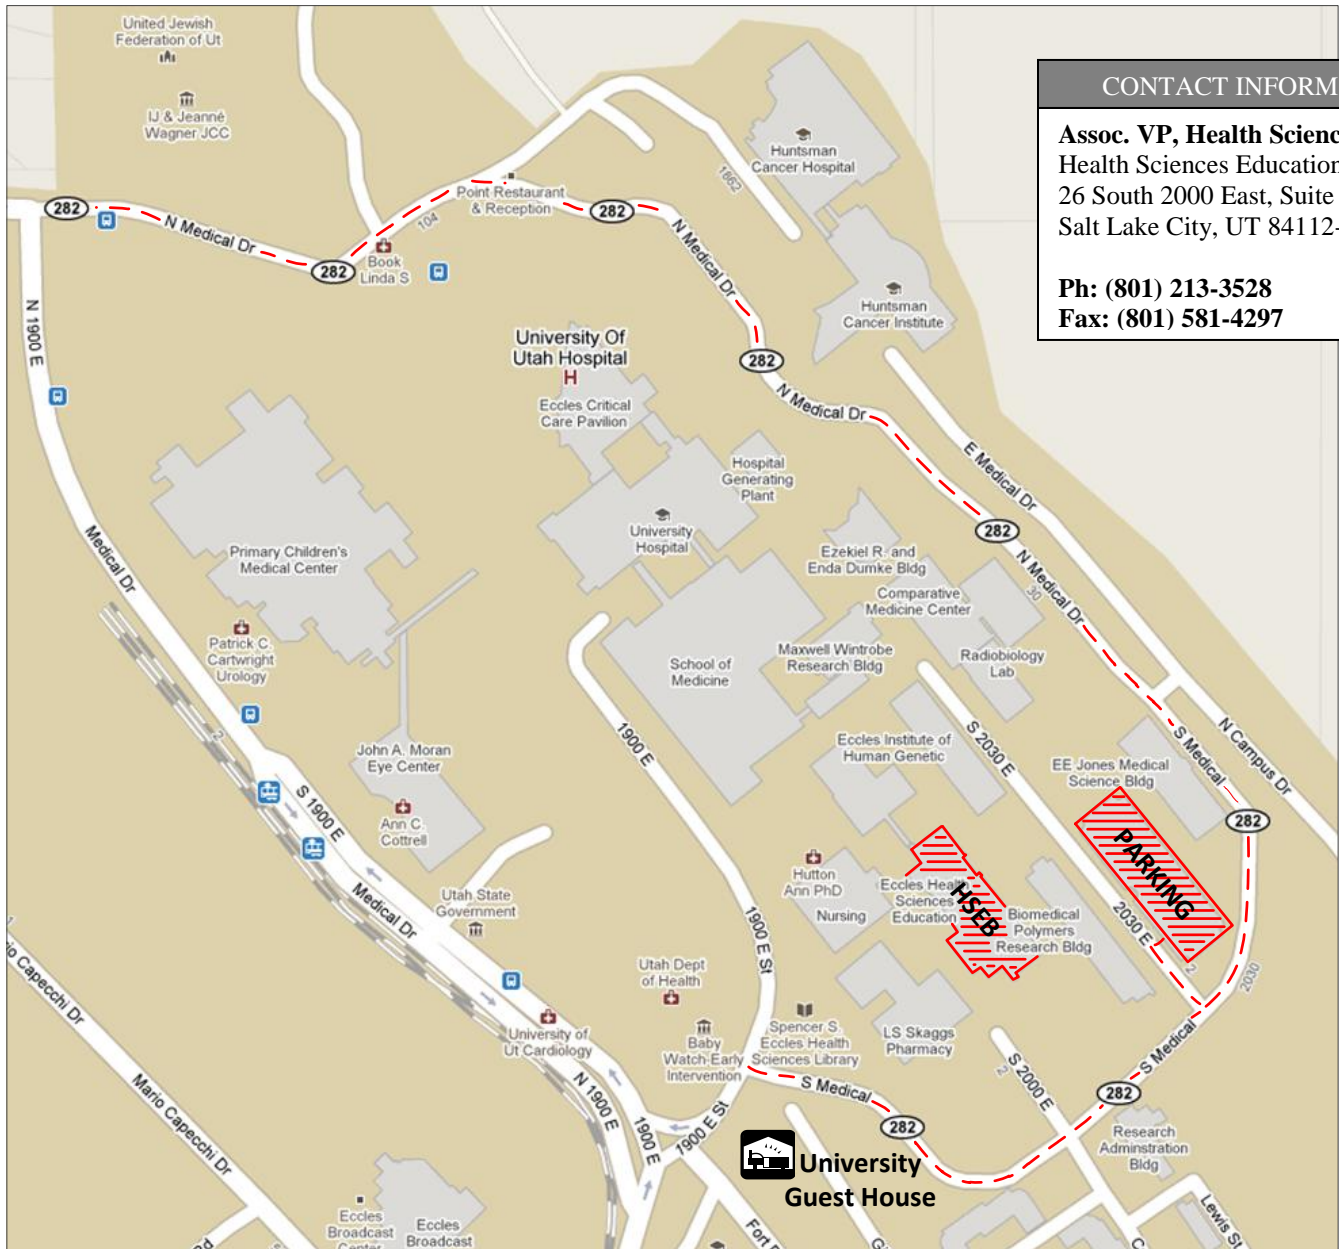 United Jewish
Federation of Ut
IJ & Jeanné
Wagner JCC
CONTACT INFORM
Assoc. VP, Health Scienc
Health Sciences Education
26 South 2000 East, Suite
Salt Lake City, UT 84112-
Ph: (801) 213-3528
Fax: (801) 581-4297
Huntsman
Cancer Hospital
1862
Point Restaurant
& Reception
104
282
N Medical Dr
282
Book
Linda S
282
N Medical Dr
N 1900 E
Huntsman
Cancer Institute
University Of
Utah Hospital
H
Eccles Critical
Care Pavilion
282
N Medical Dr
E Medical Dr
Hospital
Generating
Plant
University
Hospital
282
N Medical Dr
30
Primary Children's
Medical Center
Medical Dr
Ezekiel R. and
Enda Dumke Bldg
Comparative
Medicine Center
Patrick C.
Cartwright
Urology
2
School of
Medicine
Maxwell Wintrobe
Research Bldg
Radiobiology
Lab
1900 E
S 2030 E
S Medical
N Campus Dr
John A. Moran
Eye Center
Eccles Institute of
Human Genetic
EE Jones Medical
Science Bldg
S 1900 E
Ann C.
Cottrell
282
PARKING
Hutton
Ann PhD
Nursing
Eccles Health
Sciences
Education
HSEB
Biomedical
Polymers
Research Bldg
2030 E
2
2030
Medical Dr
Utah State
Government
1900 E St
Utah Dept
of Health
University of
Ut Cardiology
Baby
Watch-Early
Intervention
Spencer S.
Eccles Health
Sciences Library
LS Skaggs
Pharmacy
S Medical
S Medical
S 2000 E
2
282
282
io Capecchi Dr
Mario Capecchi Dr
N 1900 E
1900 E
1900 E St
University
Guest House
Research
Adminstration
Bldg
Lewis St
Eccles
Broadcast
Center
Eccles
Broadcast
Fort